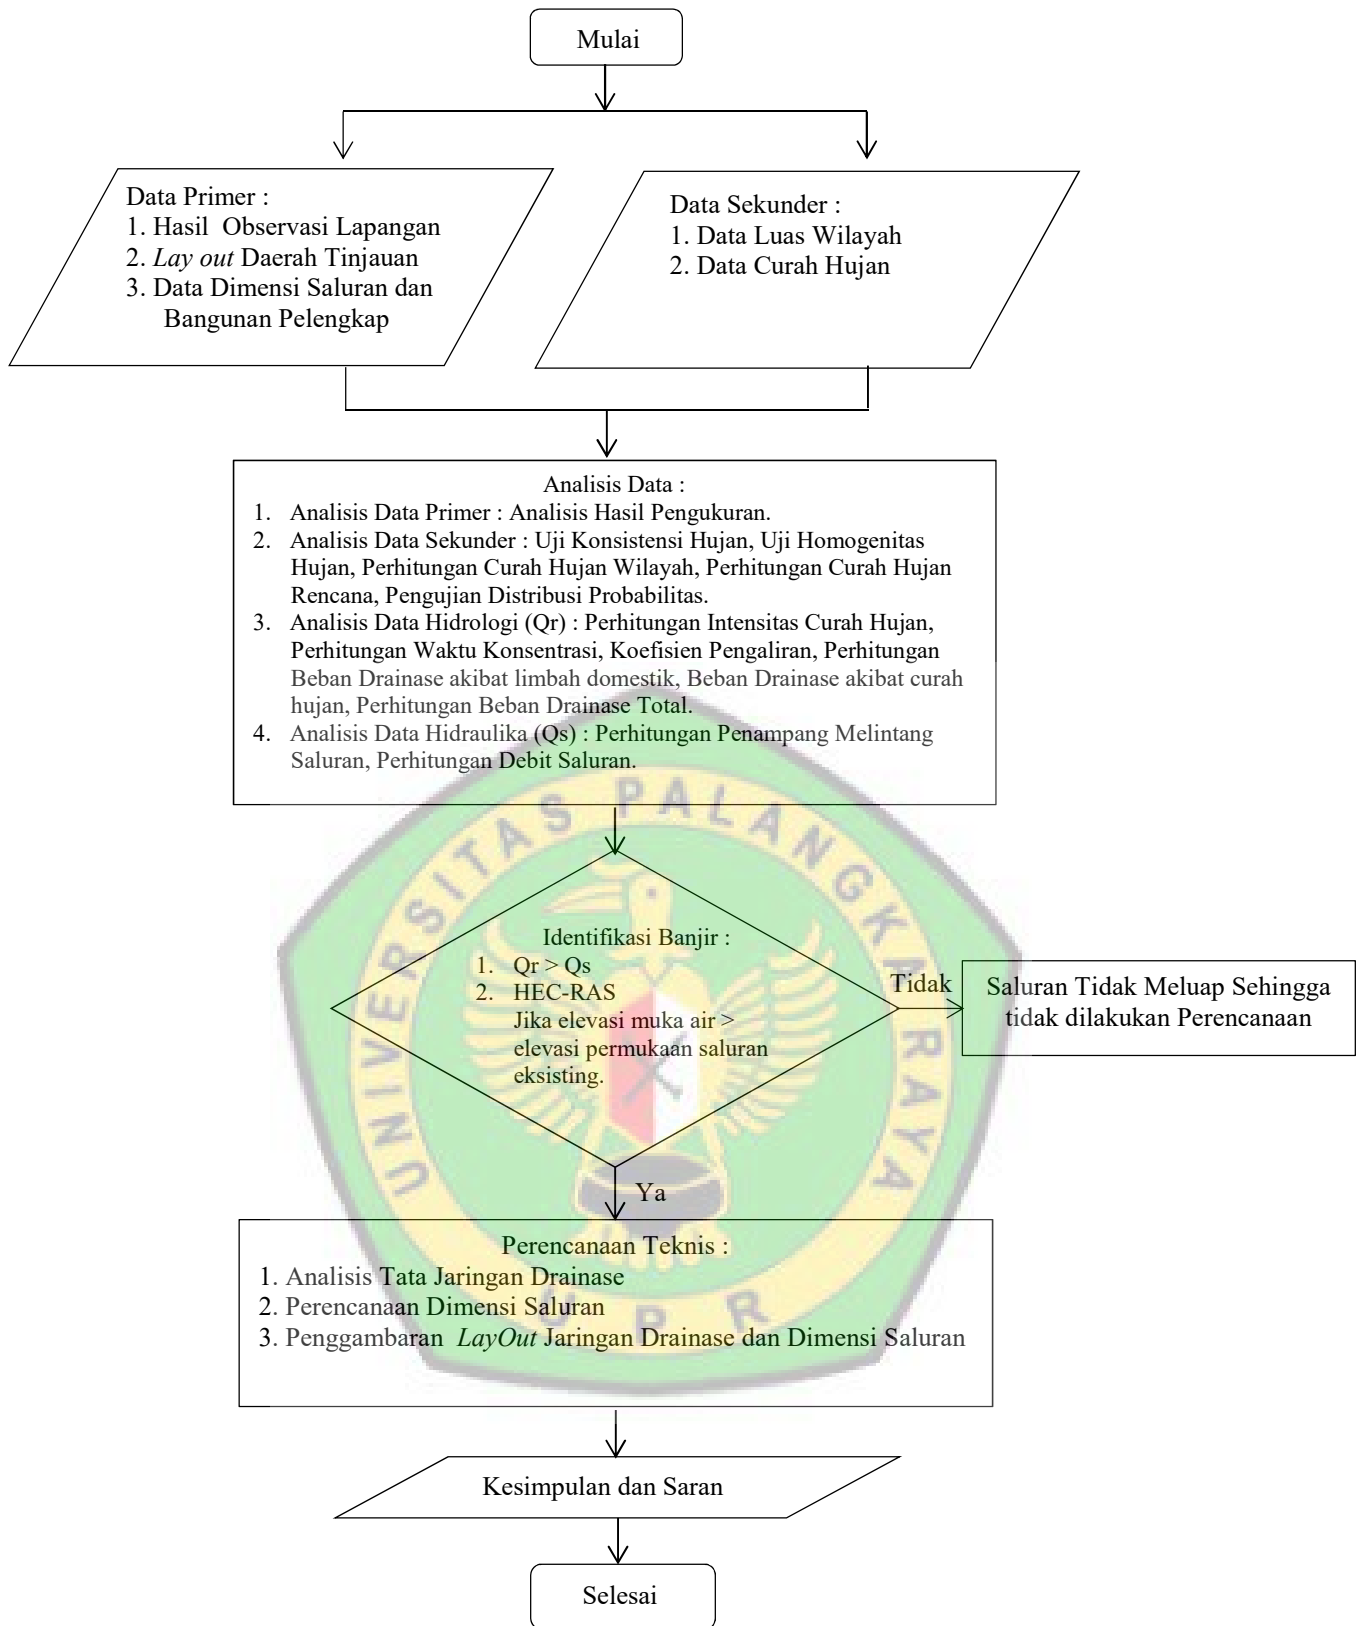 Mulai
Data Primer :
1. Hasil Observasi Lapangan
2. Lay out Daerah Tinjauan
3. Data Dimensi Saluran dan
Bangunan Pelengkap
Data Sekunder :
1. Data Luas Wilayah
2. Data Curah Hujan
Analisis Data :
1. Analisis Data Primer : Analisis Hasil Pengukuran.
2. Analisis Data Sekunder : Uji Konsistensi Hujan, Uji Homogenitas
Hujan, Perhitungan Curah Hujan Wilayah, Perhitungan Curah Hujan
Rencana, Pengujian Distribusi Probabilitas.
3. Analisis Data Hidrologi (Qr) : Perhitungan Intensitas Curah Hujan,
Perhitungan Waktu Konsentrasi, Koefisien Pengaliran, Perhitungan
Beban Drainase akibat limbah domestik, Beban Drainase akibat curah
hujan, Perhitungan Beban Drainase Total.
4. Analisis Data Hidraulika (Qs) : Perhitungan Penampang Melintang
Saluran, Perhitungan Debit Saluran.
UNIVERSITAS PALANGKA RAYA
Identifikasi Banjir :
1. Qr > Qs
2. HEC-RAS
Jika elevasi muka air >
elevasi permukaan saluran
eksisting.
Tidak
Saluran Tidak Meluap Sehingga
tidak dilakukan Perencanaan
Ya
Perencanaan Teknis :
1. Analisis Tata Jaringan Drainase
2. Perencanaan Dimensi Saluran
3. Penggambaran LayOut Jaringan Drainase dan Dimensi Saluran
UPR
Kesimpulan dan Saran
Selesai